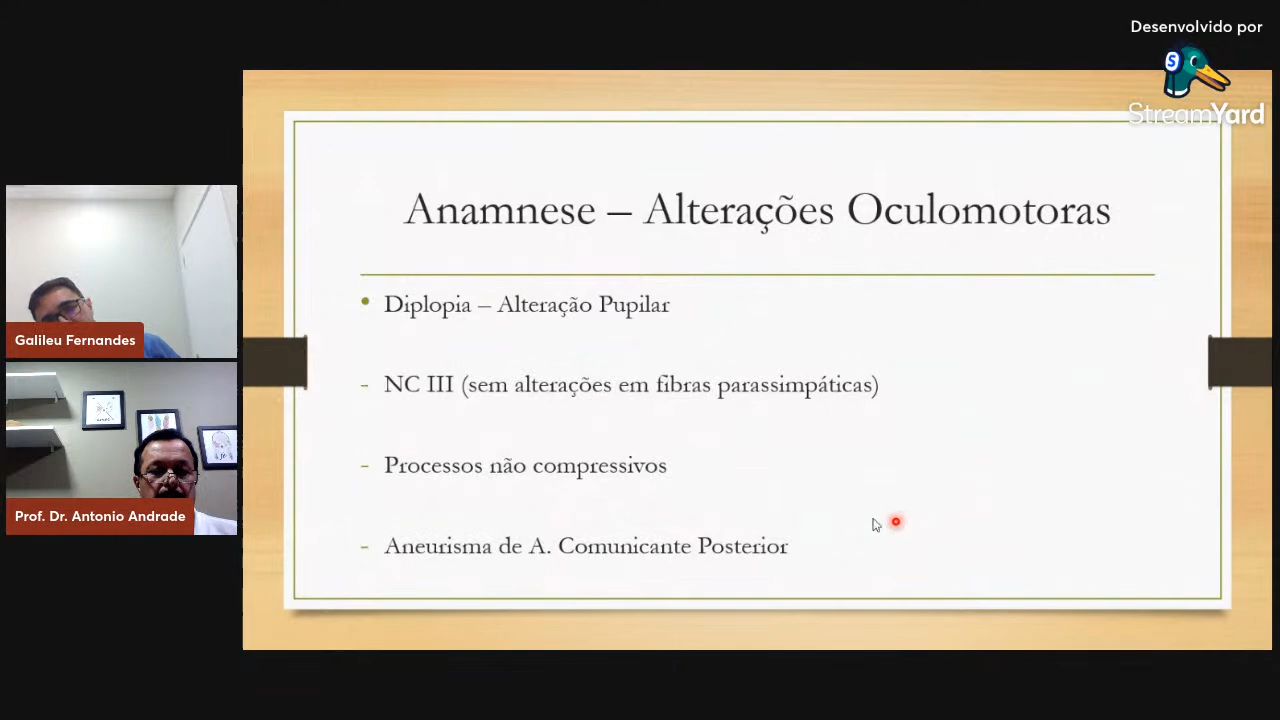 Desenvolvido por
S
StreamYard
Anamnese – Alterações Oculomotoras
• Diplopia – Alteração Pupilar
- NC III (sem alterações em fibras parassimpáticas)
- Processos não compressivos
- Aneurisma de A. Comunicante Posterior
Galileu Fernandes
Prof. Dr. Antonio Andrade